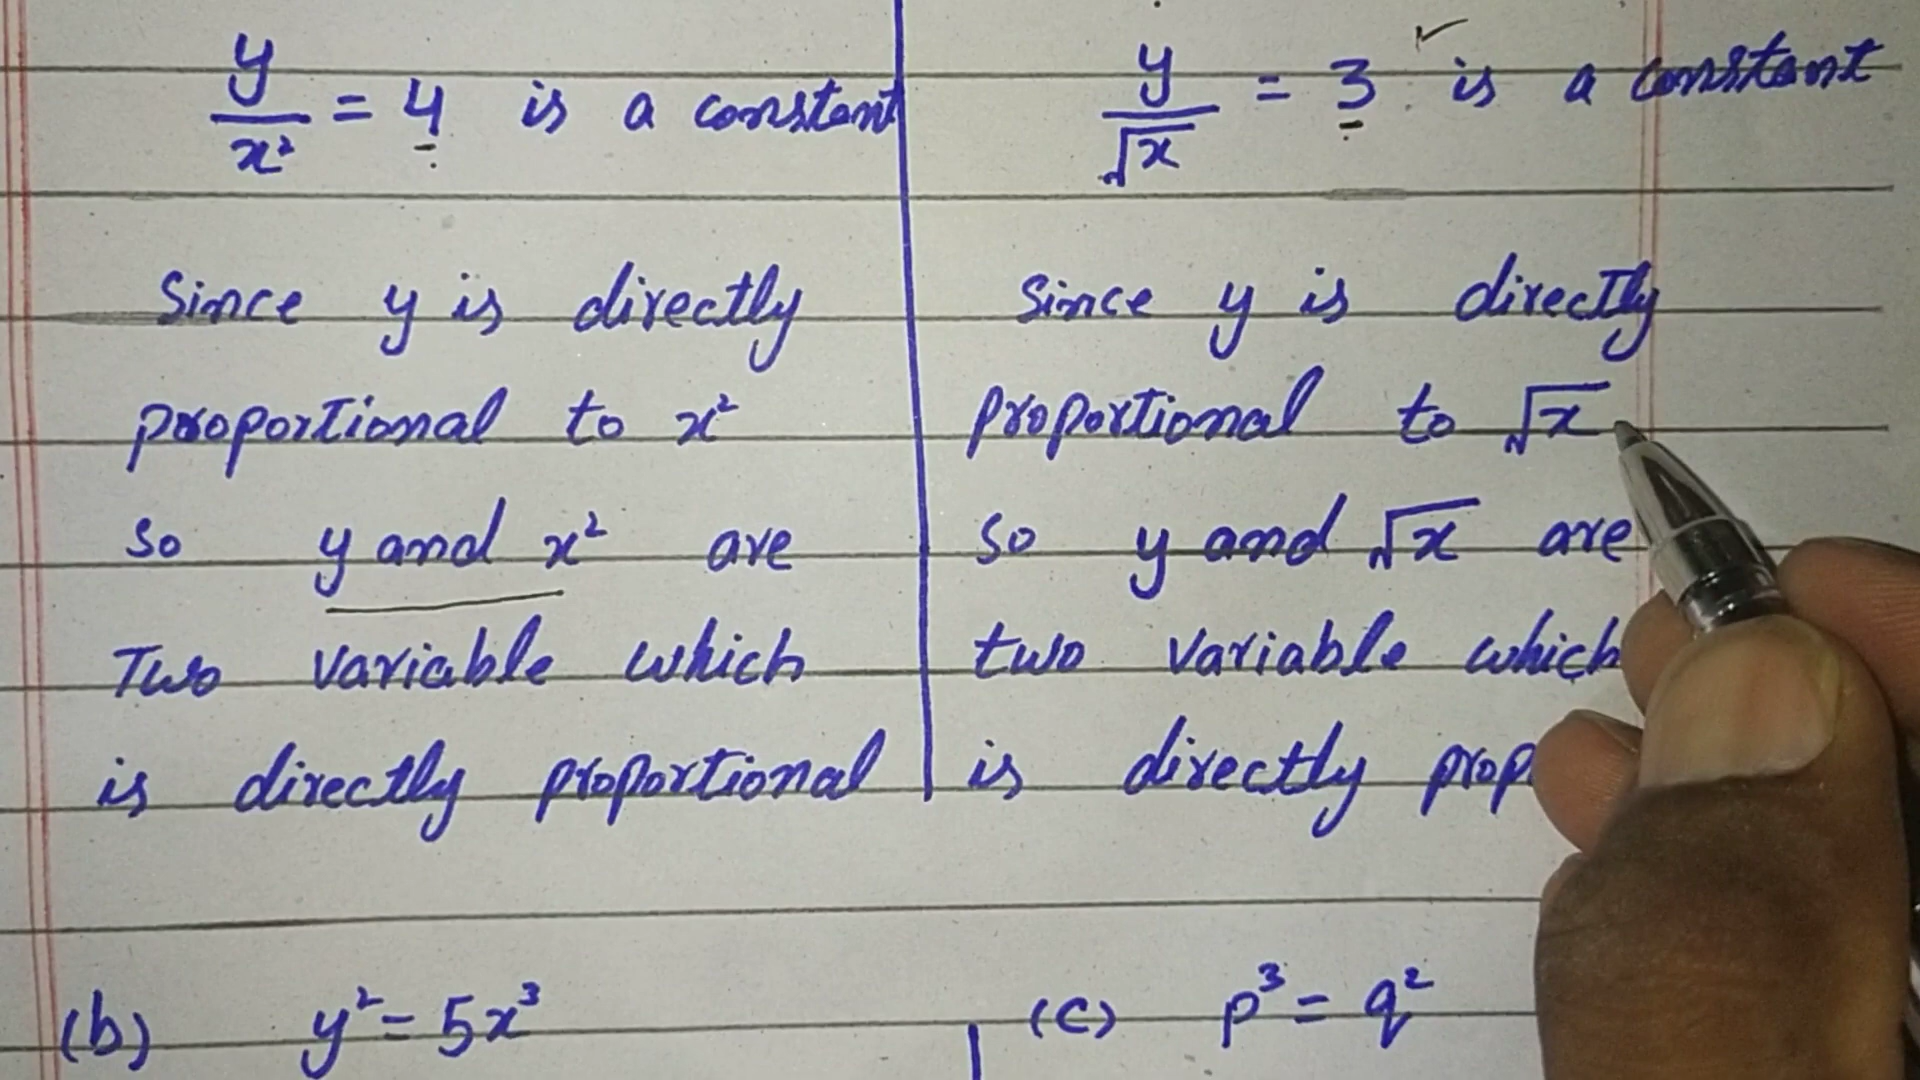 y/x² = 4 is a constant
Since y is directly
proportional to x²
so y and x² are
Two variable which
is directly proportional
y/√x = 3 is a constant
Since y is directly
proportional to √x
so y and √x are
two variable which
is directly prop
(b) y² = 5x³
(c) p³ = q²